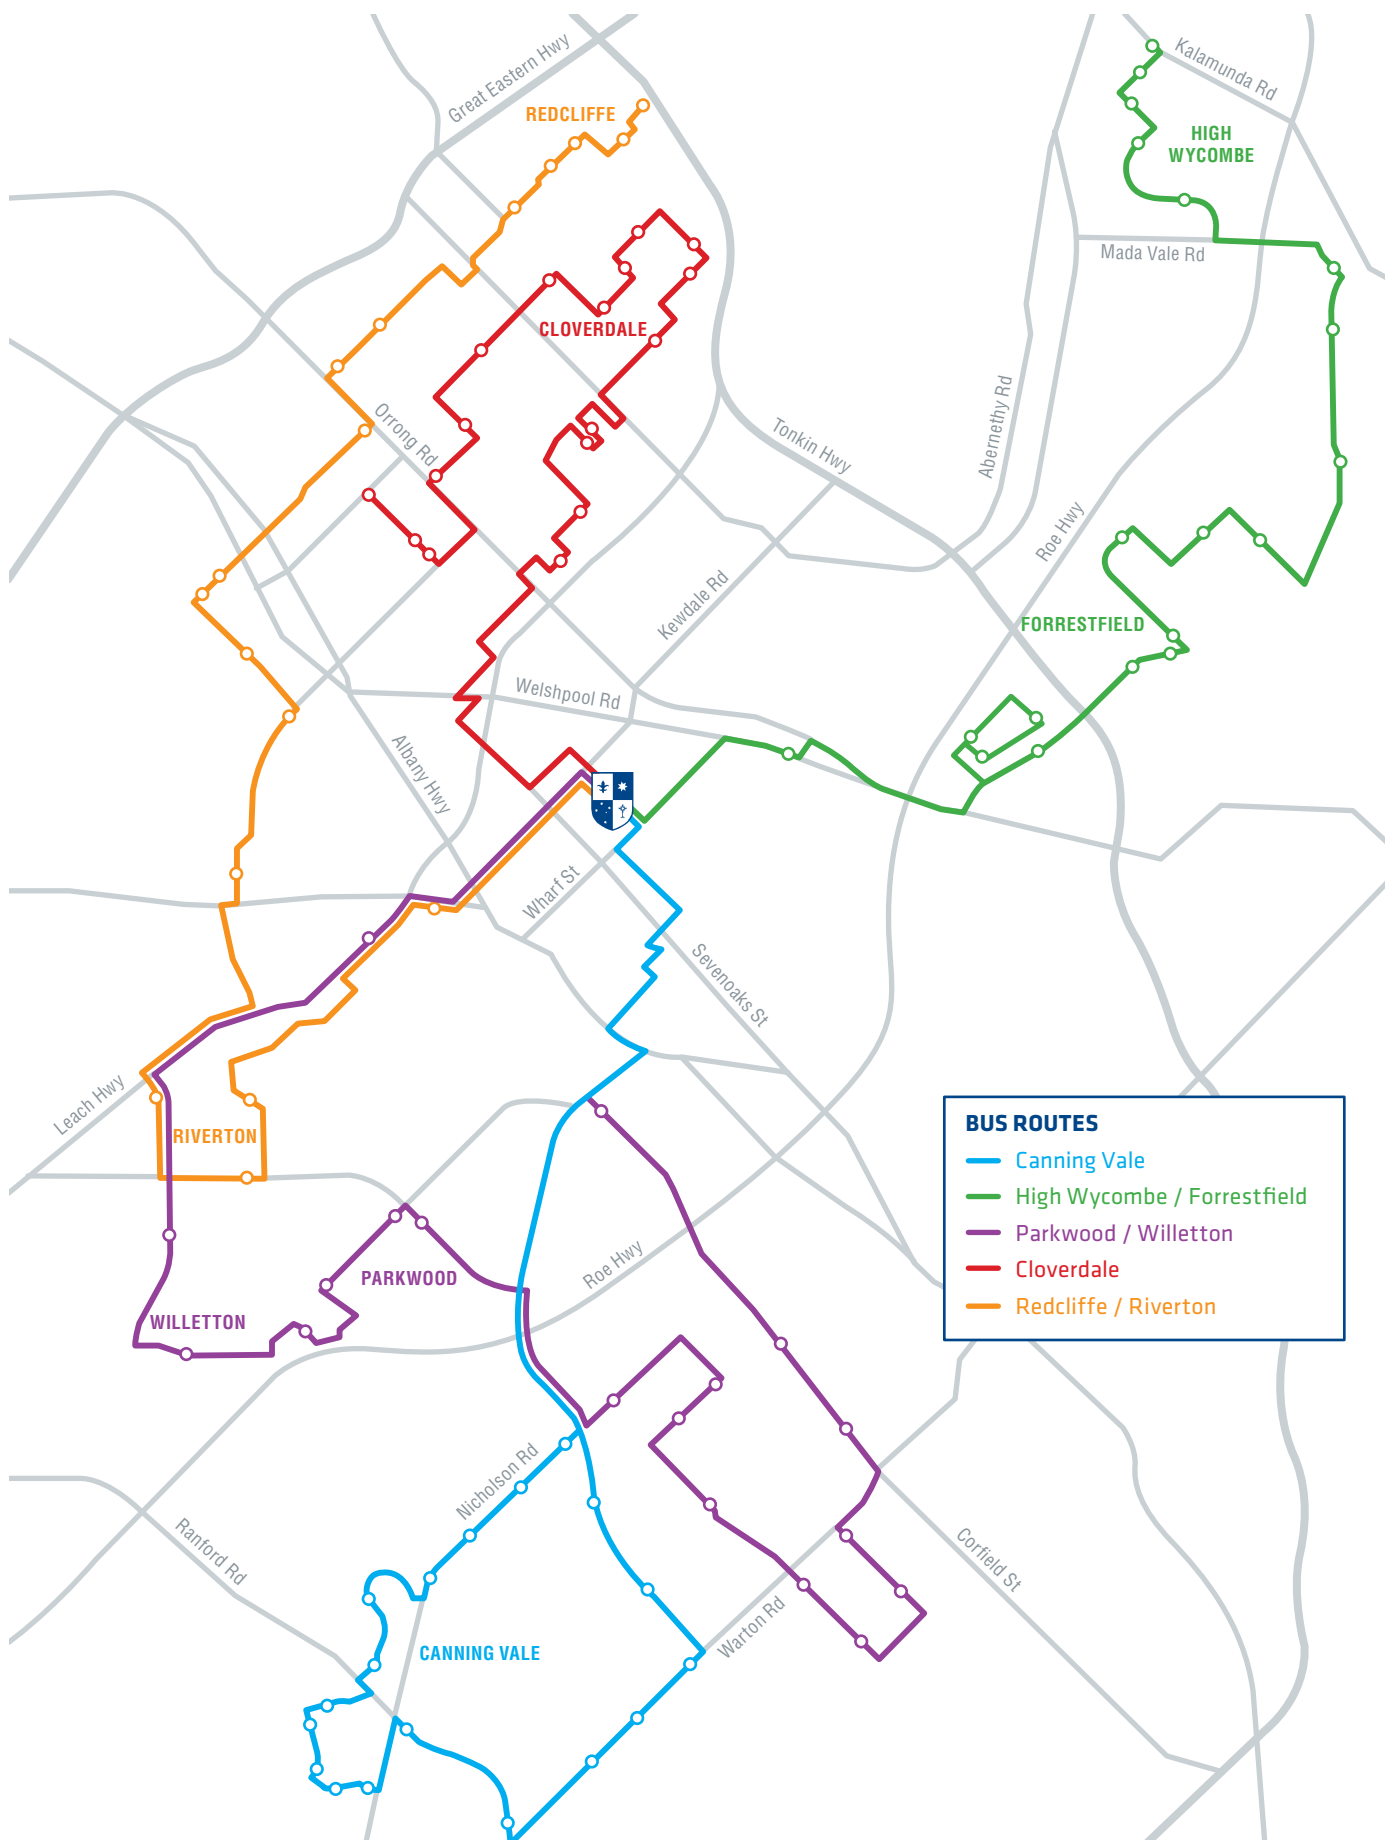 Great Eastern Hwy
Kalamunda Rd
REDCLIFFE
HIGH
WYCOMBE
Mada Vale Rd
CLOVERDALE
Orrong Rd
Tonkin Hwy
Abernethy Rd
Roe Hwy
Kewdale Rd
FORRESTFIELD
Welshpool Rd
Albany Hwy
Wharf St
Sevenoaks St
Leach Hwy
RIVERTON
BUS ROUTES
Canning Vale
High Wycombe / Forrestfield
Parkwood / Willetton
Cloverdale
Redcliffe / Riverton
Roe Hwy
PARKWOOD
WILLETTON
Nicholson Rd
Ranford Rd
Corfield St
Warton Rd
CANNING VALE